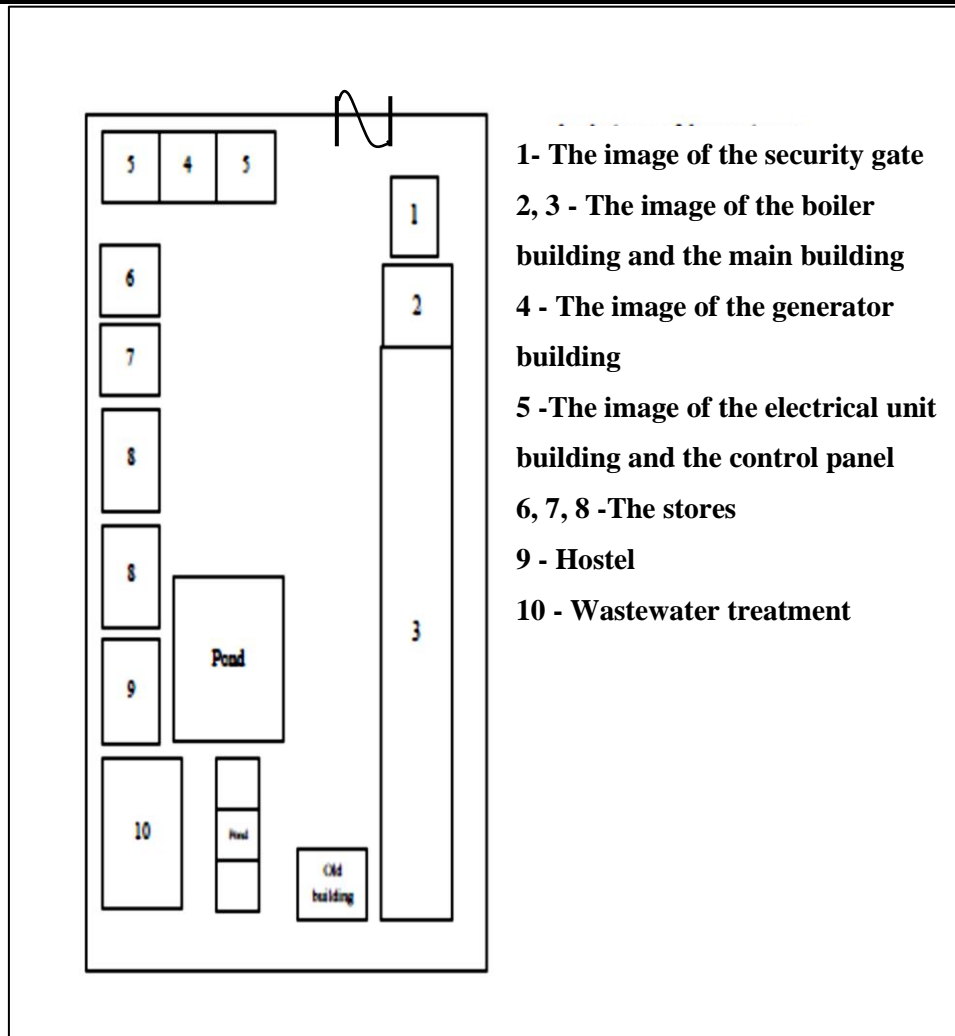 5 4 5
1
6
2
7
8
8
3
Pond
9
10
Pond
Old
building
1- The image of the security gate
2, 3 - The image of the boiler
building and the main building
4 - The image of the generator
building
5 -The image of the electrical unit
building and the control panel
6, 7, 8 -The stores
9 - Hostel
10 - Wastewater treatment